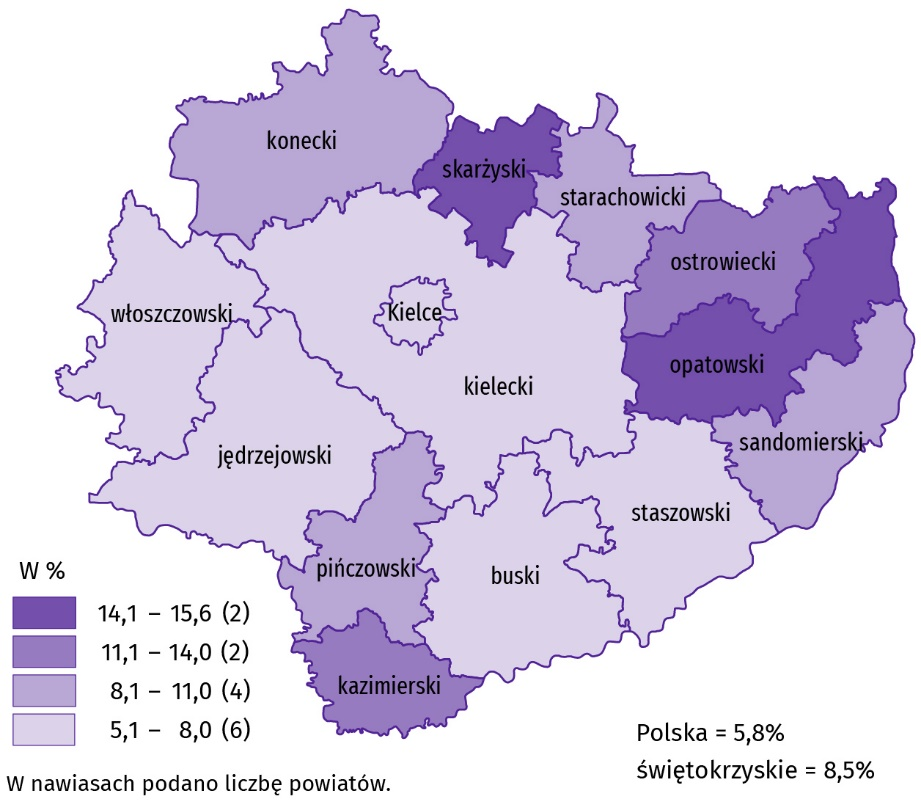 konecki
skarżyski
starachowicki
ostrowiecki
włoszczowski
Kielce
opatowski
kielecki
sandomierski
jędrzejowski
staszowski
pińczowski
buski
kazimierski
W %
14,1 – 15,6 (2)
11,1 – 14,0 (2)
8,1 – 11,0 (4)
5,1 – 8,0 (6)
Polska = 5,8%
świętokrzyskie = 8,5%
W nawiasach podano liczbę powiatów.